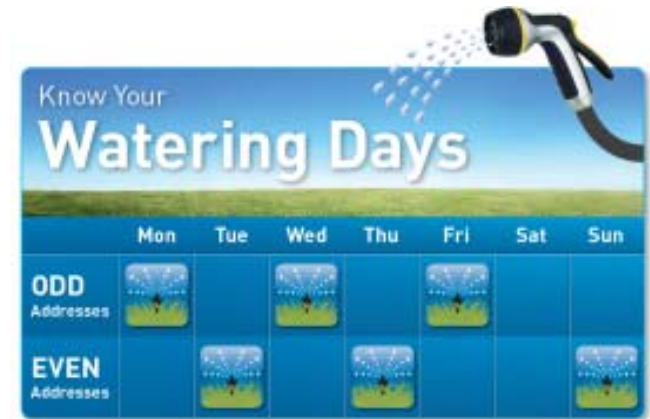 Know Your
Watering Days
Mon Tue Wed Thu Fri Sat Sun
ODD
Addresses
EVEN
Addresses